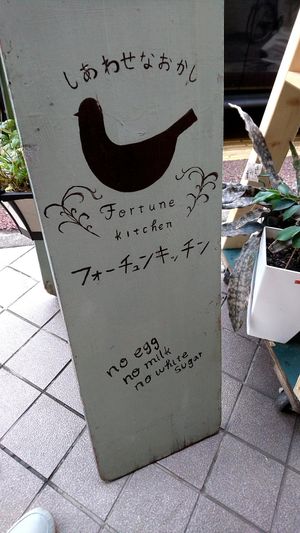 しあわせなおかし
Fortune
kitchen
フォーチュンキッチン
no egg
no milk
no white
sugar